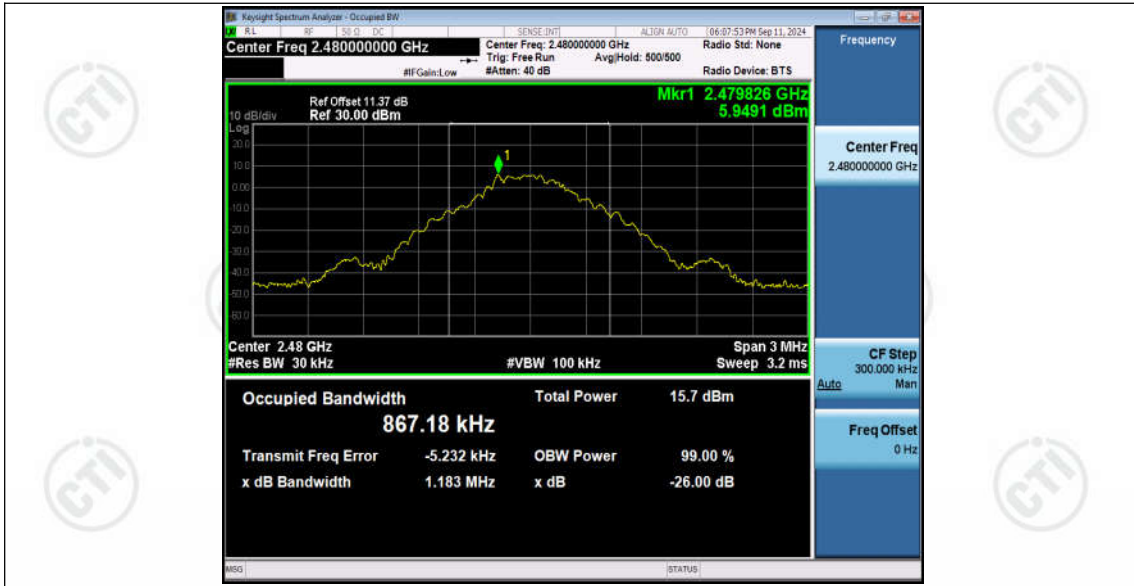 Keysight Spectrum Analyzer - Occupied BW
RL RF 50 Ω DC SENSE:INT ALIGN AUTO 06:07:53 PM Sep 11, 2024
Center Freq 2.480000000 GHz
Center Freq: 2.480000000 GHz Radio Std: None
Trig: Free Run Avg|Hold: 500/500
#IFGain:Low #Atten: 40 dB Radio Device: BTS
Frequency
Mkr1 2.479826 GHz
5.9491 dBm
Ref Offset 11.37 dB
10 dB/div Ref 30.00 dBm
Log
20.0
10.0
0.00
-10.0
-20.0
-30.0
-40.0
-50.0
-60.0
1
Center Freq
2.480000000 GHz
Center 2.48 GHz Span 3 MHz
#Res BW 30 kHz #VBW 100 kHz Sweep 3.2 ms
CF Step
300.000 kHz
Auto Man
Occupied Bandwidth Total Power 15.7 dBm
867.18 kHz
Transmit Freq Error -5.232 kHz OBW Power 99.00 %
x dB Bandwidth 1.183 MHz x dB -26.00 dB
Freq Offset
0 Hz
MSG STATUS
CTI
CTI
CTI
CTI